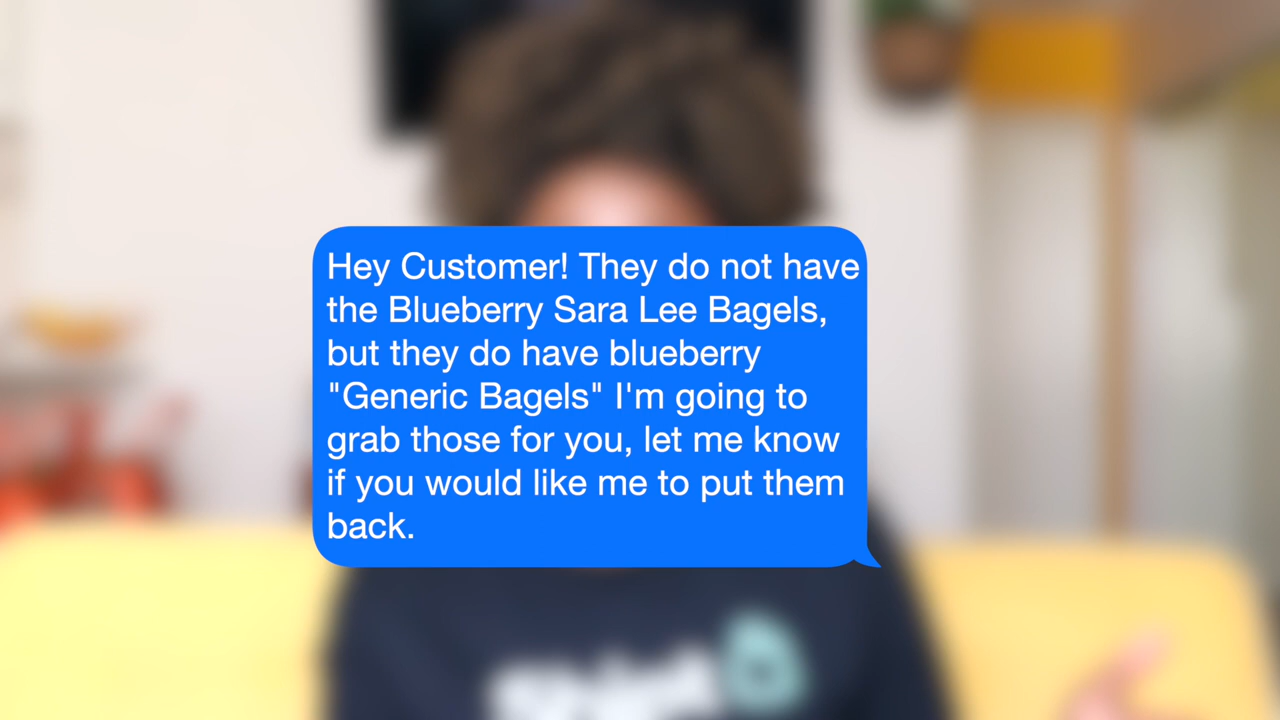 Hey Customer! They do not have
the Blueberry Sara Lee Bagels,
but they do have blueberry
"Generic Bagels" I'm going to
grab those for you, let me know
if you would like me to put them
back.